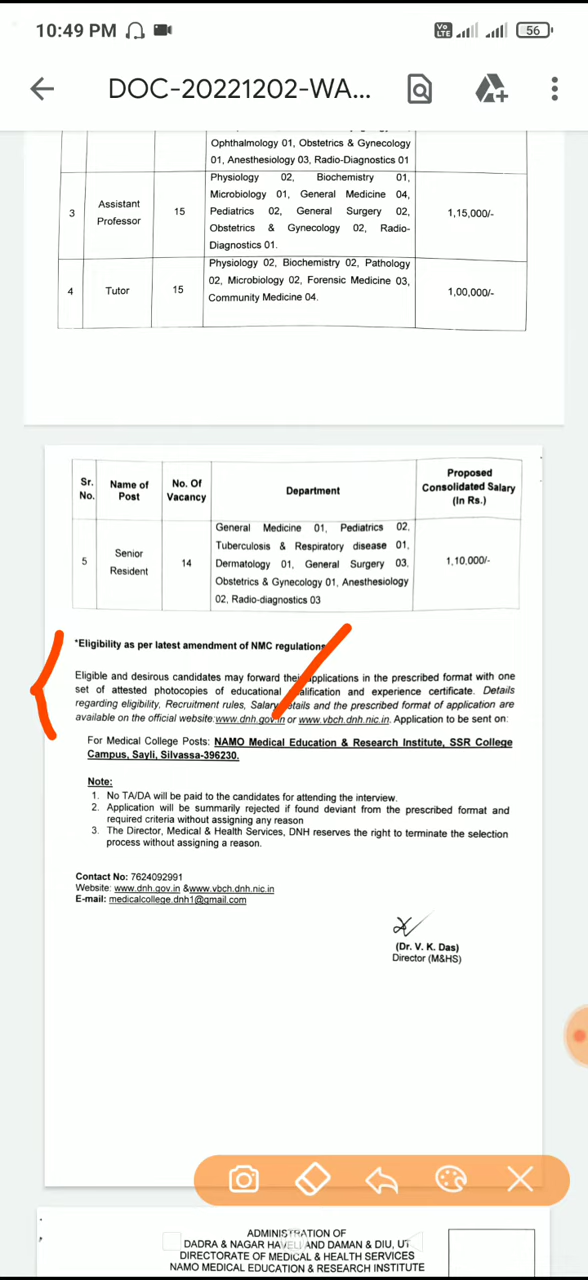 10:49 PM
Vo LTE
56
DOC-20221202-WA...
Ophthalmology 01, Obstetrics & Gynecology
01, Anesthesiology 03, Radio-Diagnostics 01
3
Assistant
Professor
15
Physiology 02, Biochemistry 01,
Microbiology 01, General Medicine 04,
Pediatrics 02, General Surgery 02,
Obstetrics & Gynecology 02, Radio-
Diagnostics 01.
1,15,000/-
4
Tutor
15
Physiology 02, Biochemistry 02, Pathology
02, Microbiology 02, Forensic Medicine 03,
Community Medicine 04.
1,00,000/-
Sr.
No.
Name of
Post
No. Of
Vacancy
Department
Proposed
Consolidated Salary
(In Rs.)
5
Senior
Resident
14
General Medicine 01, Pediatrics 02,
Tuberculosis & Respiratory disease 01,
Dermatology 01, General Surgery 03,
Obstetrics & Gynecology 01, Anesthesiology
02, Radio-diagnostics 03
1,10,000/-
*Eligibility as per latest amendment of NMC regulations
Eligible and desirous candidates may forward their applications in the prescribed format with one
set of attested photocopies of educational qualification and experience certificate. Details
regarding eligibility, Recruitment rules, Salary details and the prescribed format of application are
available on the official website:www.dnh.gov.in or www.vbch.dnh.nic.in. Application to be sent on:
For Medical College Posts: NAMO Medical Education & Research Institute, SSR College
Campus, Sayli, Silvassa-396230.
Note:
1. No TA/DA will be paid to the candidates for attending the interview.
2. Application will be summarily rejected if found deviant from the prescribed format and
required criteria without assigning any reason
3. The Director, Medical & Health Services, DNH reserves the right to terminate the selection
process without assigning a reason.
Contact No: 7624092991
Website: www.dnh.gov.in &www.vbch.dnh.nic.in
E-mail: medicalcollege.dnh1@gmail.com
(Dr. V. K. Das)
Director (M&HS)
ADMINISTRATION OF
DADRA & NAGAR HAVELI AND DAMAN & DIU, UT
DIRECTORATE OF MEDICAL & HEALTH SERVICES
NAMO MEDICAL EDUCATION & RESEARCH INSTITUTE